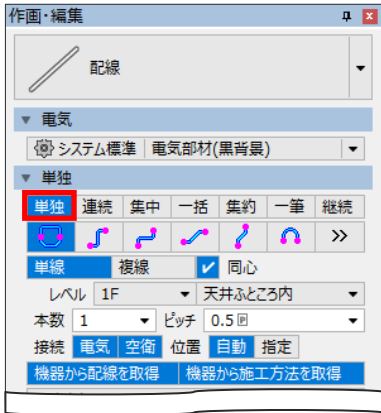 作画・編集
配線
電気
システム標準 電気部材(黒背景)
単独
単独 連続 集中 一括 集約 一筆 継続
単線 複線 同心
レベル 1F 天井ふところ内
本数 1 ピッチ 0.5 P
接続 電気 空衛 位置 自動 指定
機器から配線を取得 機器から施工方法を取得